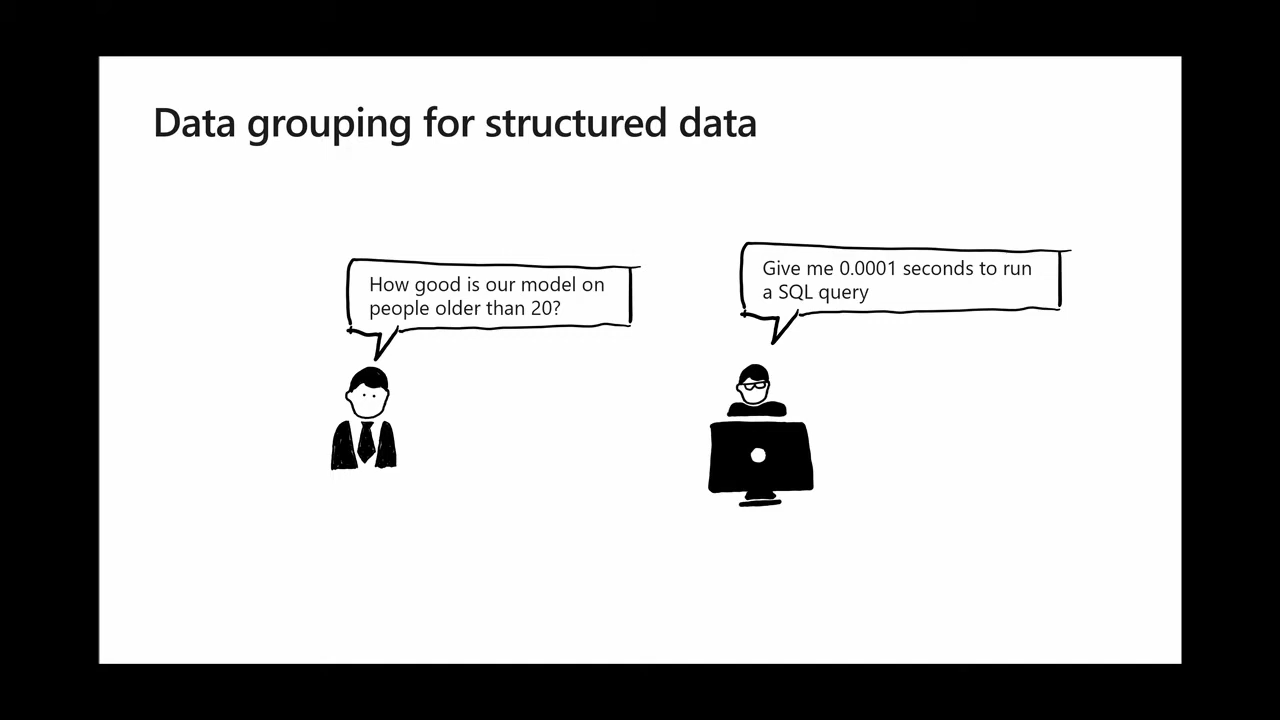 Data grouping for structured data
How good is our model on
people older than 20?
Give me 0.0001 seconds to run
a SQL query